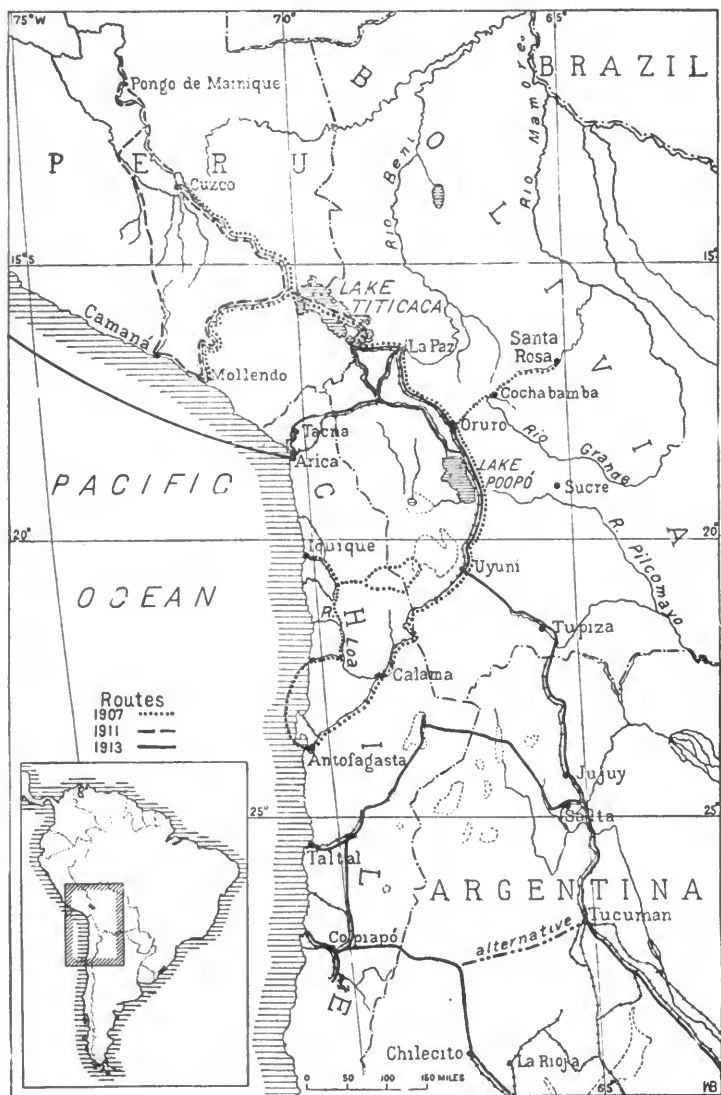 75°W
70°
65°
Pongo de Mainique
BRAZIL
BOLIVIA
Rio Mamore
PERU
Cuzco
Rio Beni
15°S
15°
LAKE
TITICACA
Camaná
La Paz
Santa
Rosa
Mollendo
Cochabamba
Tacna
Oruro
Rio Grande
Arica
LAKE
POOPÓ
Sucre
PACIFIC
OCEAN
CHILE
20°
20°
Iquique
Uyuni
R. Pilcomayo
R.
Loa
Tupiza
Calama
Routes
1907
1911
1913
Antofagasta
Jujuy
25°
25°
Salta
Taltal
ARGENTINA
Tucuman
Copiapó
alternative
Chilecito
La Rioja
0 50 100 150 MILES
65°